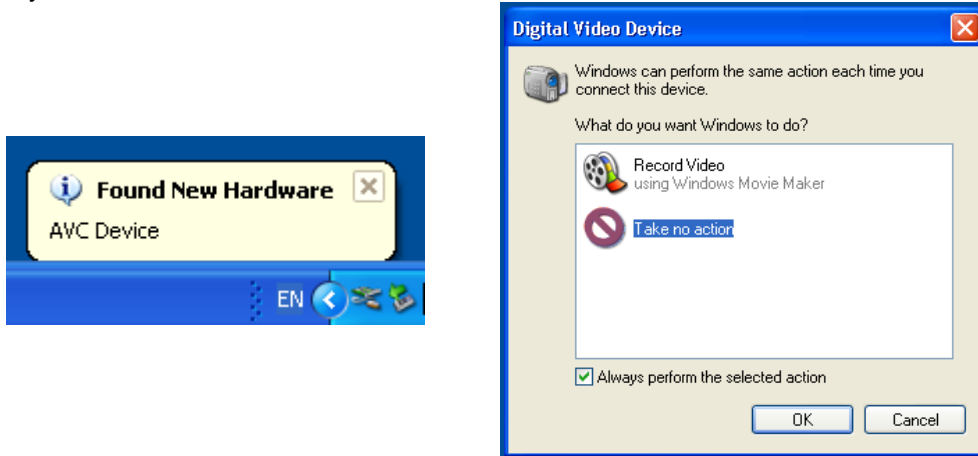 Found New Hardware
AVC Device
EN
Digital Video Device
Windows can perform the same action each time you
connect this device.
What do you want Windows to do?
Record Video
using Windows Movie Maker
Take no action
Always perform the selected action
OK
Cancel